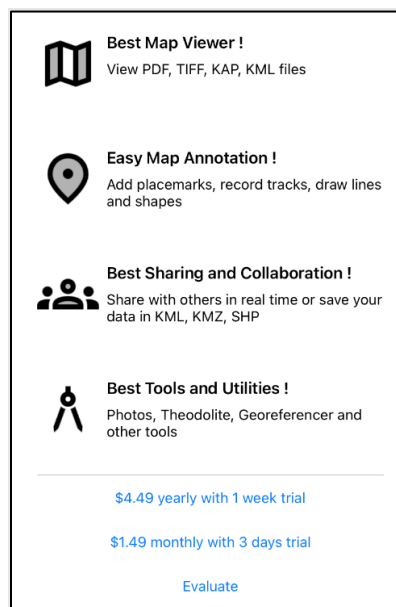 Best Map Viewer !
View PDF, TIFF, KAP, KML files
Easy Map Annotation !
Add placemarks, record tracks, draw lines
and shapes
Best Sharing and Collaboration !
Share with others in real time or save your
data in KML, KMZ, SHP
Best Tools and Utilities !
Photos, Theodolite, Georeferencer and
other tools
$4.49 yearly with 1 week trial
$1.49 monthly with 3 days trial
Evaluate